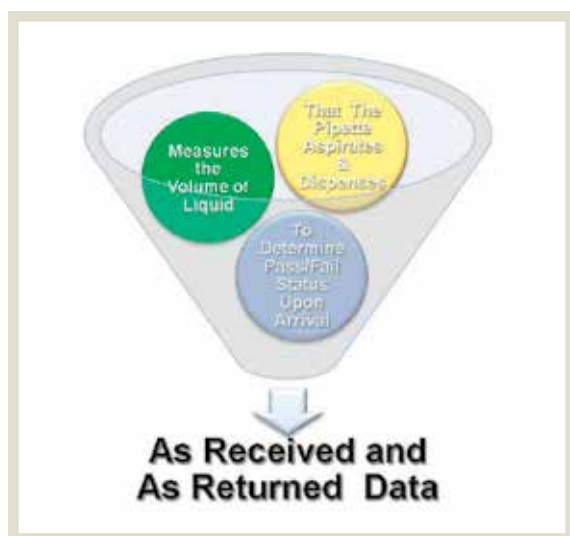 Measures
the
Volume of
Liquid
That The
Pipette
Aspirates
&
Dispenses
To
Determine
Pass/Fail
Status
Upon
Arrival
As Received and
As Returned Data